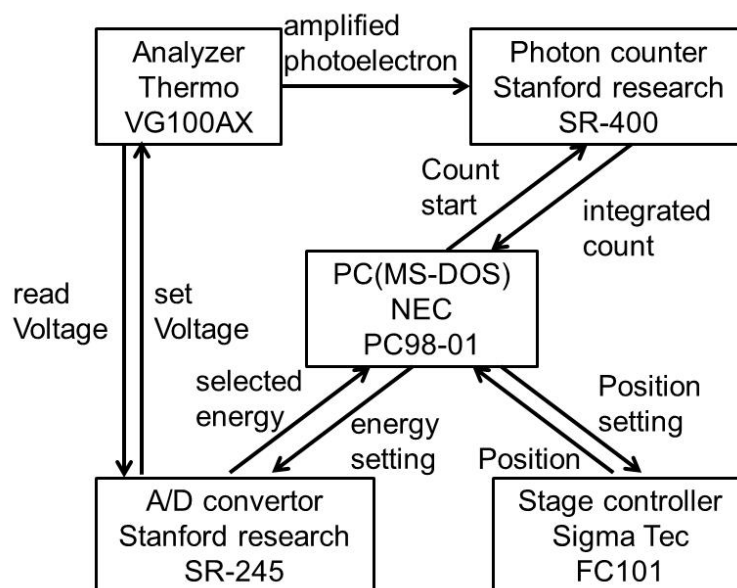 Analyzer
Thermo
VG100AX
amplified
photoelectron
Photon counter
Stanford research
SR-400
Count
start
integrated
count
PC(MS-DOS)
NEC
PC98-01
read
Voltage
set
Voltage
selected
energy
energy
setting
Position
setting
Position
A/D convertor
Stanford research
SR-245
Stage controller
Sigma Tec
FC101